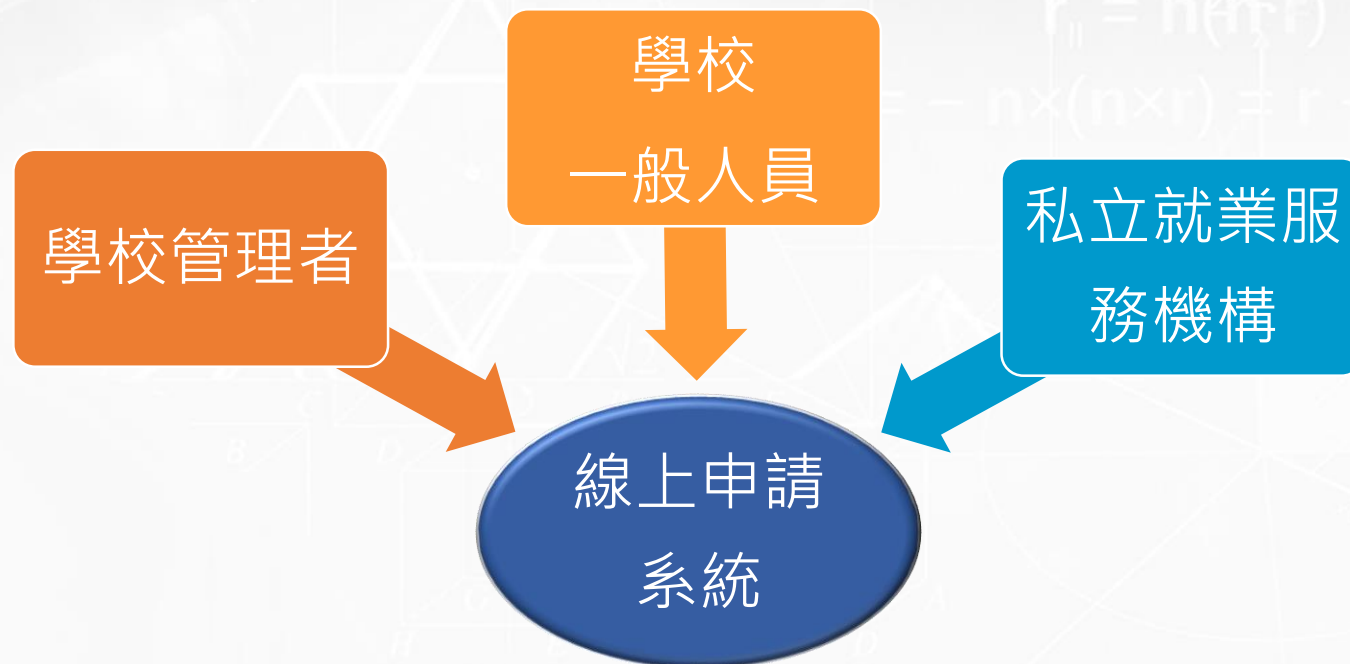 學校
一般人員
學校管理者
私立就業服
務機構
線上申請
系統